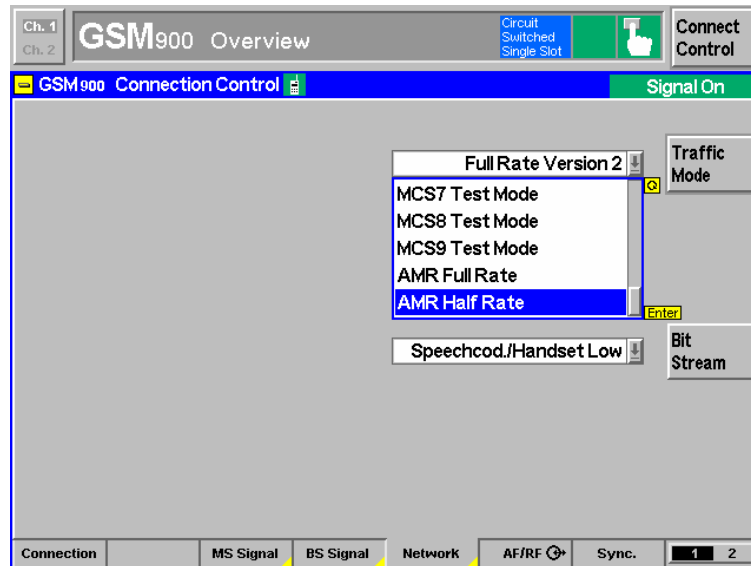 Ch. 1
Ch. 2
GSM900 Overview
Circuit
Switched
Single Slot
Connect
Control
GSM900 Connection Control
Signal On
Full Rate Version 2
Traffic
Mode
Q
MCS7 Test Mode
MCS8 Test Mode
MCS9 Test Mode
AMR Full Rate
AMR Half Rate
Enter
Speechcod./Handset Low
Bit
Stream
Connection
MS Signal
BS Signal
Network
AF/RF
Sync.
1 2